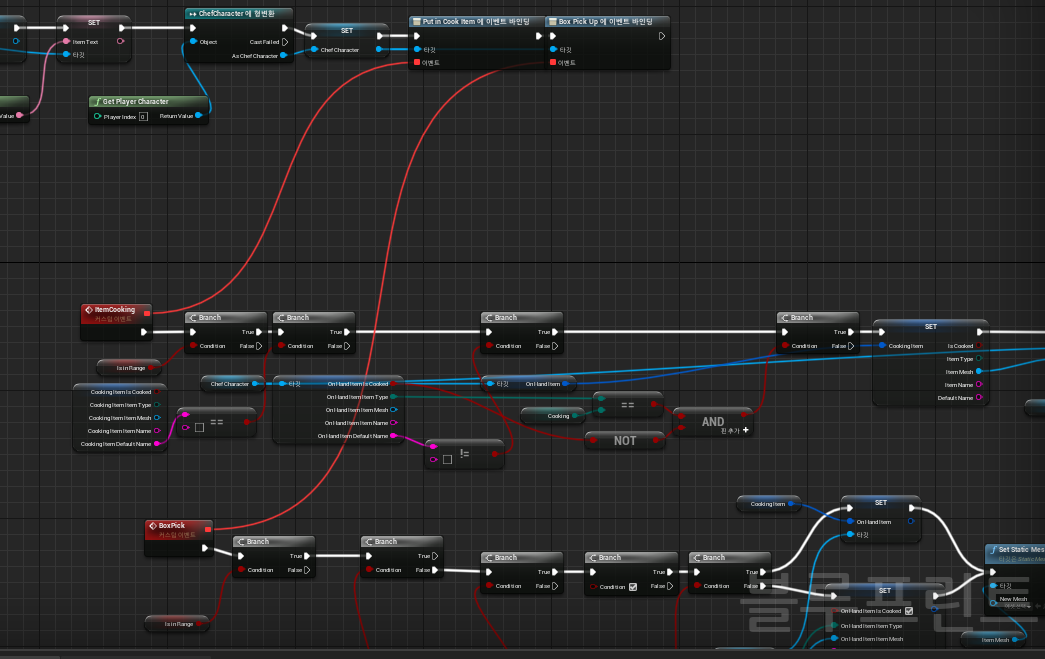 SET
Item Text
타깃
Value
ChefCharacter 에 형변환
Object
Cast Failed
As Chef Character
SET
Chef Character
Put in Cook Item 에 이벤트 바인딩
타깃
이벤트
Box Pick Up 에 이벤트 바인딩
타깃
이벤트
Get Player Character
Player Index 0
Return Value
ItemCooking
커스텀 이벤트
Branch
True
Condition
False
Branch
True
Condition
False
Branch
True
Condition
False
Branch
True
Condition
False
SET
Cooking Item
Is Cooked
Item Type
Item Mesh
Item Name
Default Name
Is in Range
Chef Character
Cooking Item Is Cooked
Cooking Item Item Type
Cooking Item Item Mesh
Cooking Item Item Name
Cooking Item Default Name
==
타깃
On Hand Item Is Cooked
On Hand Item Item Type
On Hand Item Item Mesh
On Hand Item Item Name
On Hand Item Default Name
!=
타깃
On Hand Item
Cooking
==
NOT
AND
핀 추가 +
BoxPick
커스텀 이벤트
Branch
True
Condition
False
Branch
True
Condition
False
Branch
True
Condition
False
Branch
True
Condition
False
Branch
True
Condition
False
Is in Range
Cooking Item
SET
On Hand Item
타깃
SET
On Hand Item Is Cooked
On Hand Item Item Type
On Hand Item Item Mesh
Set Static Mes
타깃
New Mesh
Item Mesh
블루프린트